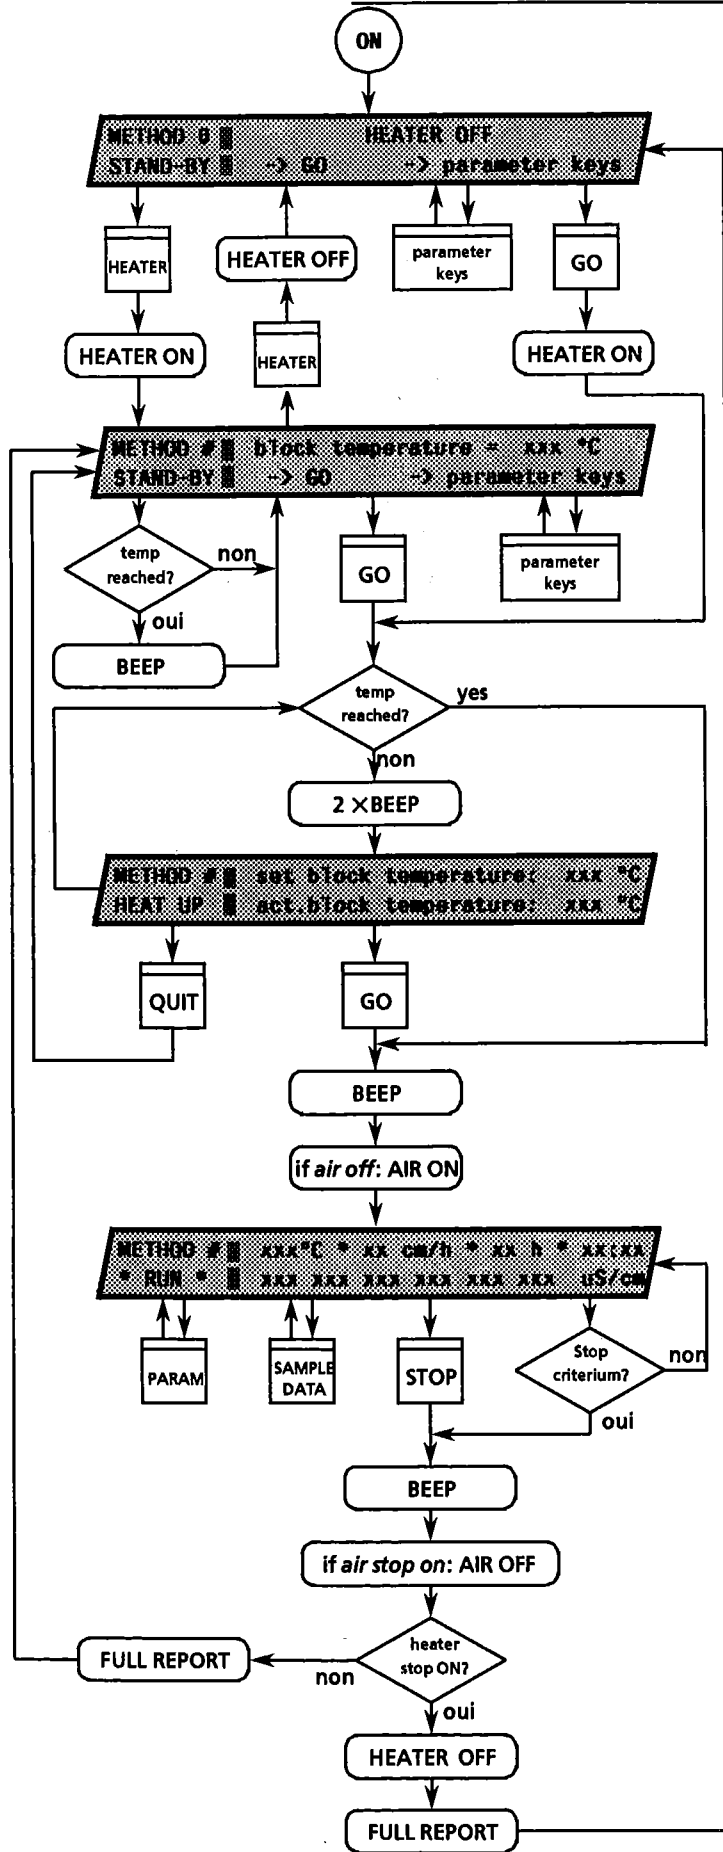 ON
METHOD 0 HEATER OFF
STAND-BY -> GO -> parameter keys
HEATER
HEATER OFF
parameter
keys
GO
HEATER ON
HEATER
HEATER ON
METHOD # block temperature = xxx °C
STAND-BY -> GO -> parameter keys
temp
reached?
non
oui
BEEP
GO
parameter
keys
temp
reached?
yes
non
2 × BEEP
METHOD # set block temperature: xxx °C
HEAT UP act.block temperature: xxx °C
QUIT
GO
BEEP
if air off: AIR ON
METHOD # xxx°C * xx cm/h * xx h * xx:xx
* RUN * xxx xxx xxx xxx xxx xxx uS/cm
PARAM
SAMPLE
DATA
STOP
Stop
criterium?
non
oui
BEEP
if air stop on: AIR OFF
heater
stop ON?
non
FULL REPORT
oui
HEATER OFF
FULL REPORT